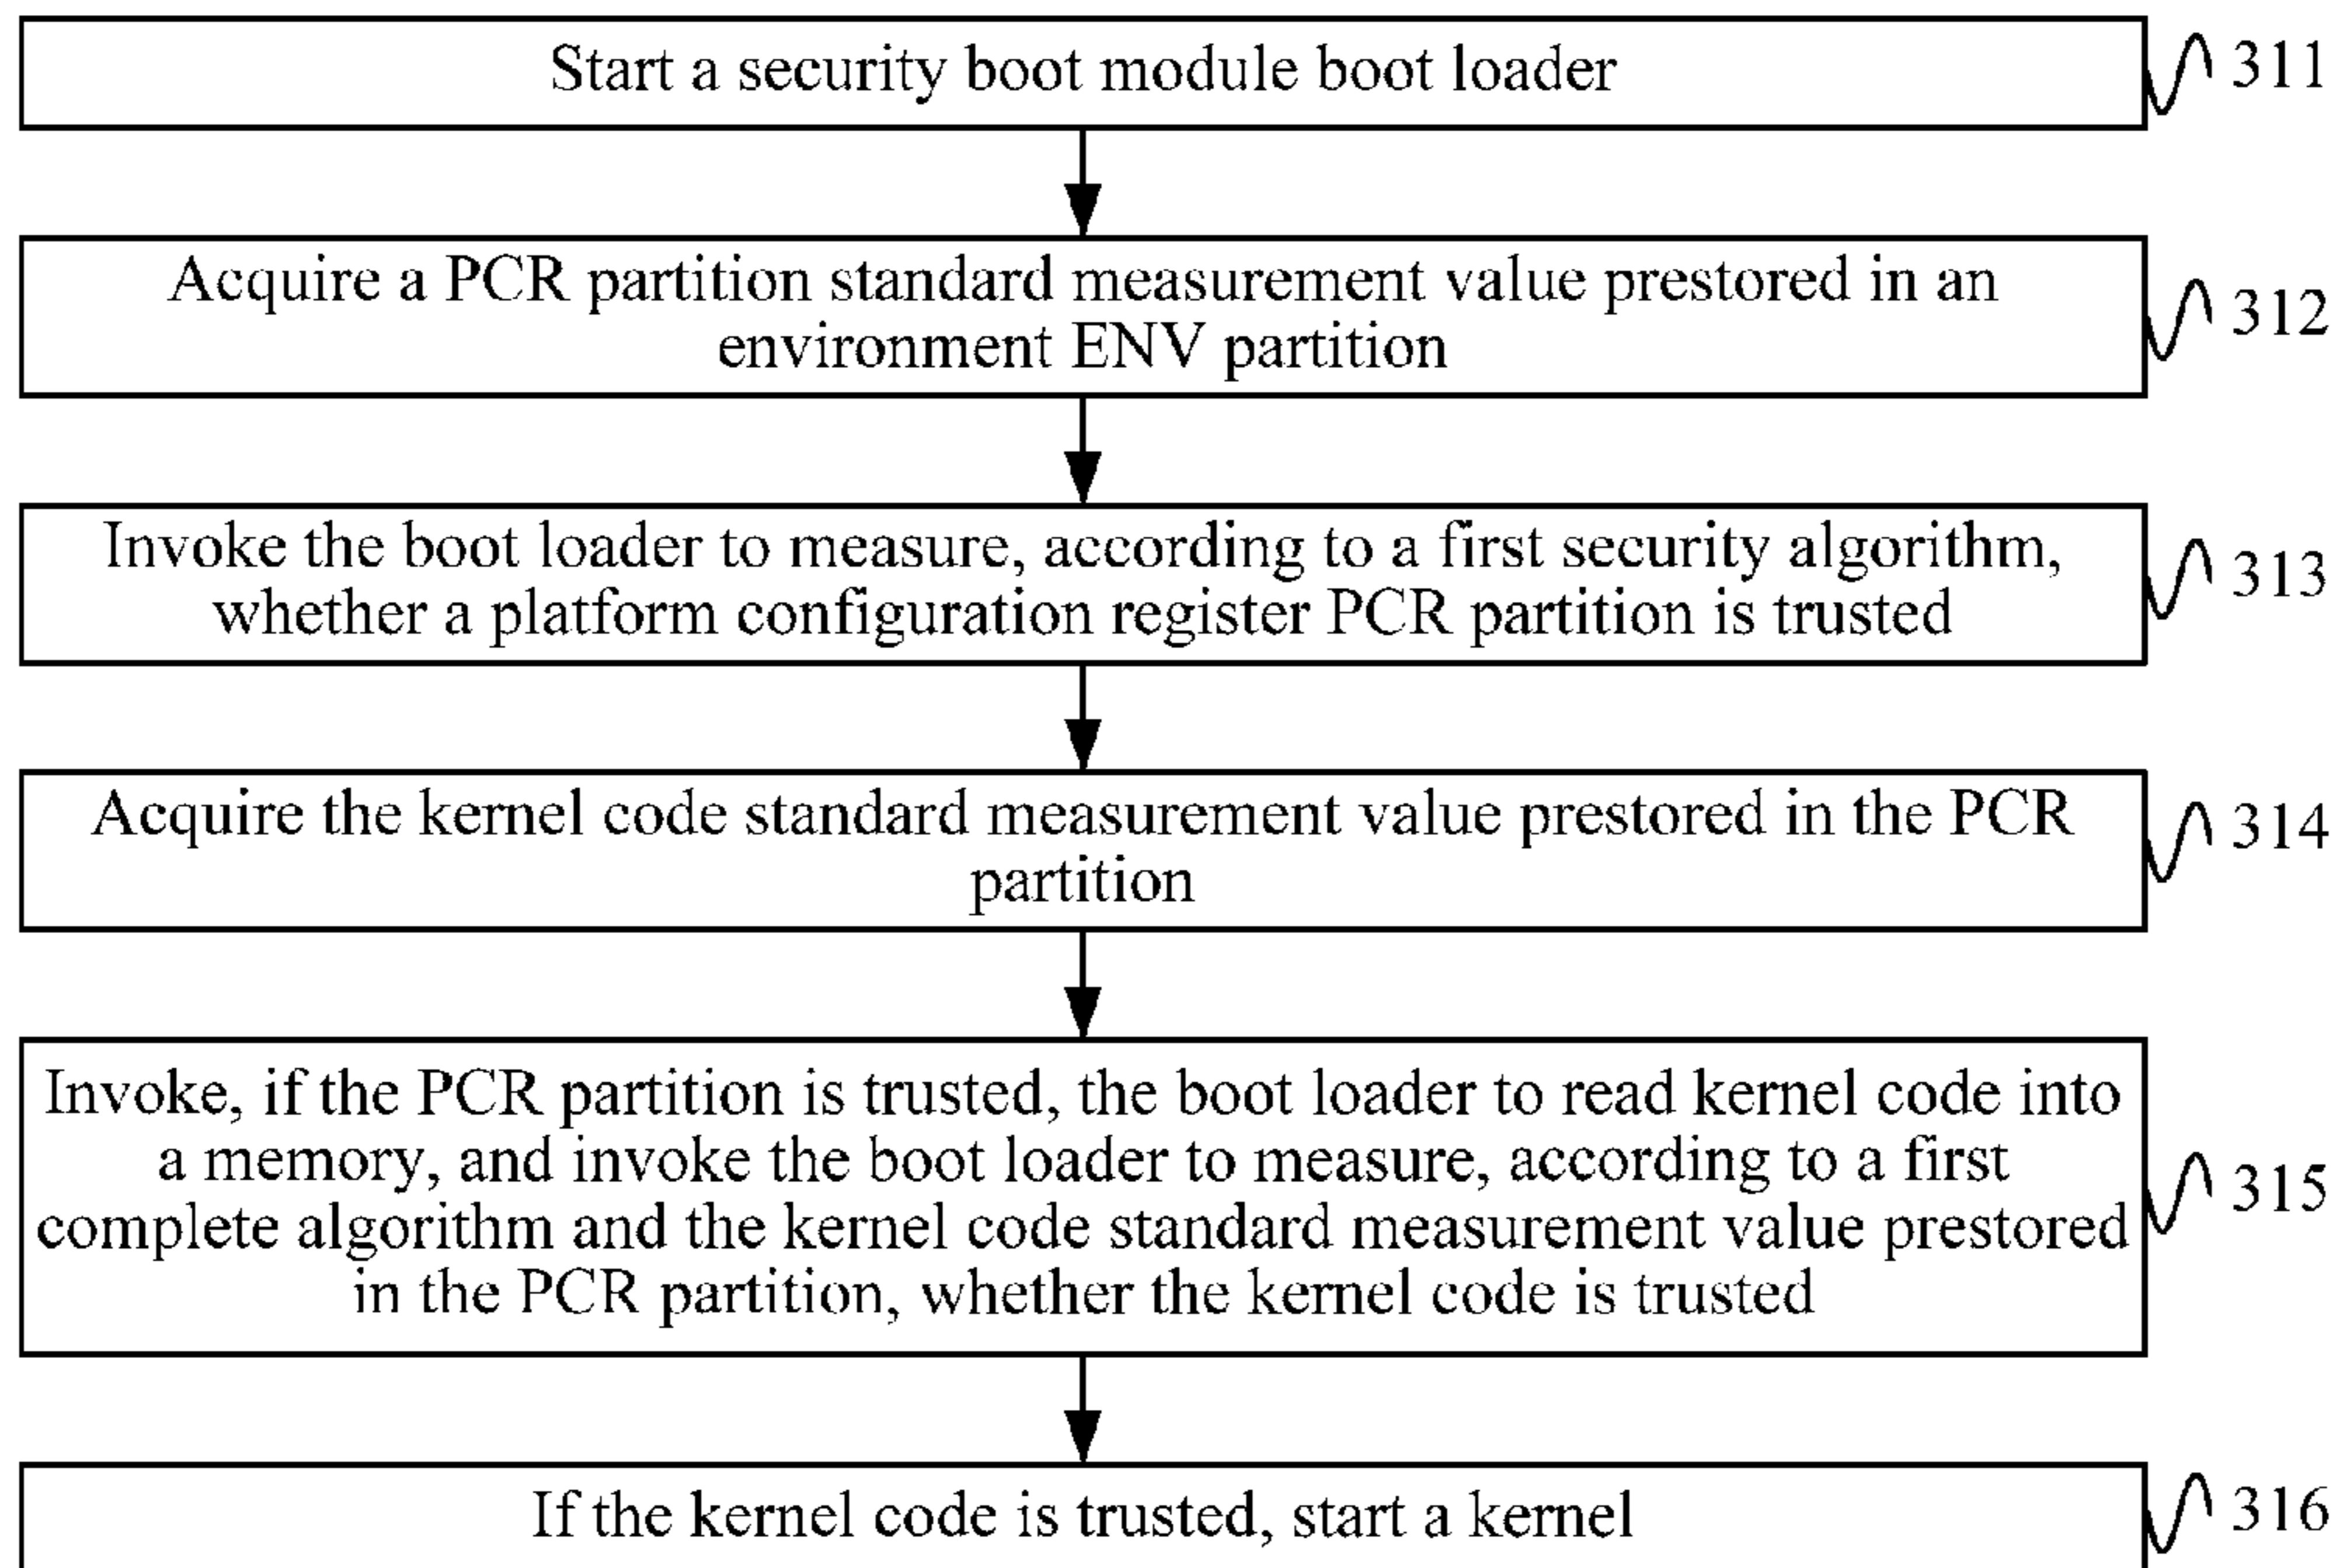 Start a security boot module boot loader
311
Acquire a PCR partition standard measurement value prestored in an
environment ENV partition
312
Invoke the boot loader to measure, according to a first security algorithm,
whether a platform configuration register PCR partition is trusted
313
Acquire the kernel code standard measurement value prestored in the PCR
partition
314
Invoke, if the PCR partition is trusted, the boot loader to read kernel code into
a memory, and invoke the boot loader to measure, according to a first
complete algorithm and the kernel code standard measurement value prestored
in the PCR partition, whether the kernel code is trusted
315
If the kernel code is trusted, start a kernel
316